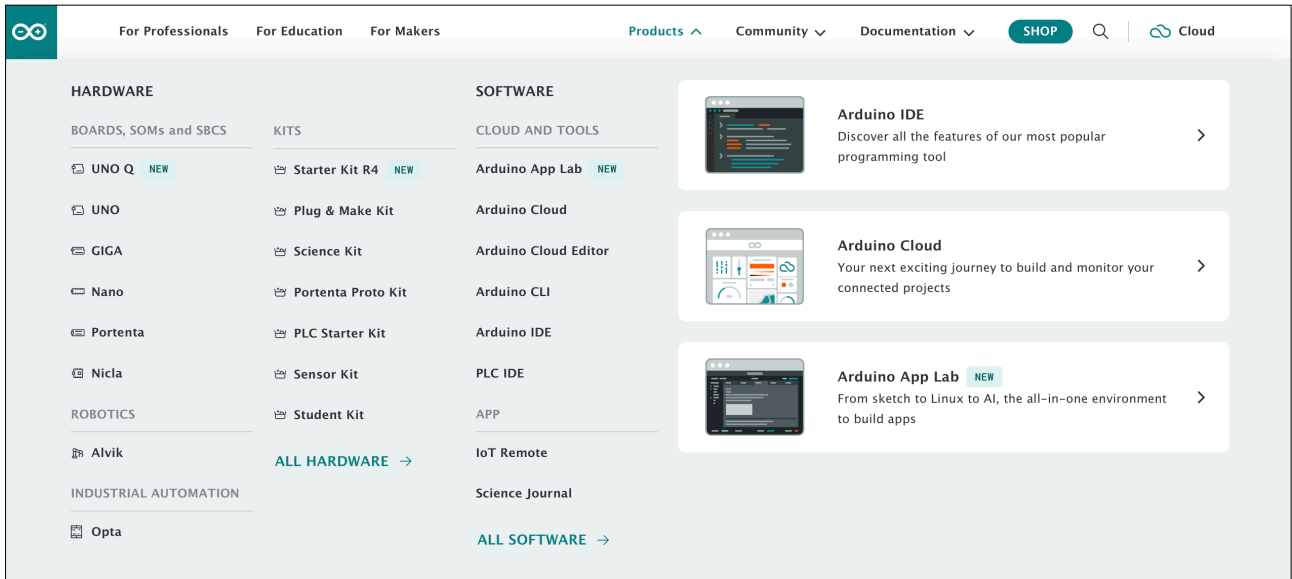 For Professionals
For Education
For Makers
Products
Community
Documentation
SHOP
Cloud
HARDWARE
BOARDS, SOMs and SBCS
UNO Q NEW
UNO
GIGA
Nano
Portenta
Nicla
ROBOTICS
Alvik
INDUSTRIAL AUTOMATION
Opta
KITS
Starter Kit R4 NEW
Plug & Make Kit
Science Kit
Portenta Proto Kit
PLC Starter Kit
Sensor Kit
Student Kit
ALL HARDWARE →
SOFTWARE
CLOUD AND TOOLS
Arduino App Lab NEW
Arduino Cloud
Arduino Cloud Editor
Arduino CLI
Arduino IDE
PLC IDE
APP
IoT Remote
Science Journal
ALL SOFTWARE →
Arduino IDE
Discover all the features of our most popular
programming tool
Arduino Cloud
Your next exciting journey to build and monitor your
connected projects
Arduino App Lab NEW
From sketch to Linux to AI, the all-in-one environment
to build apps